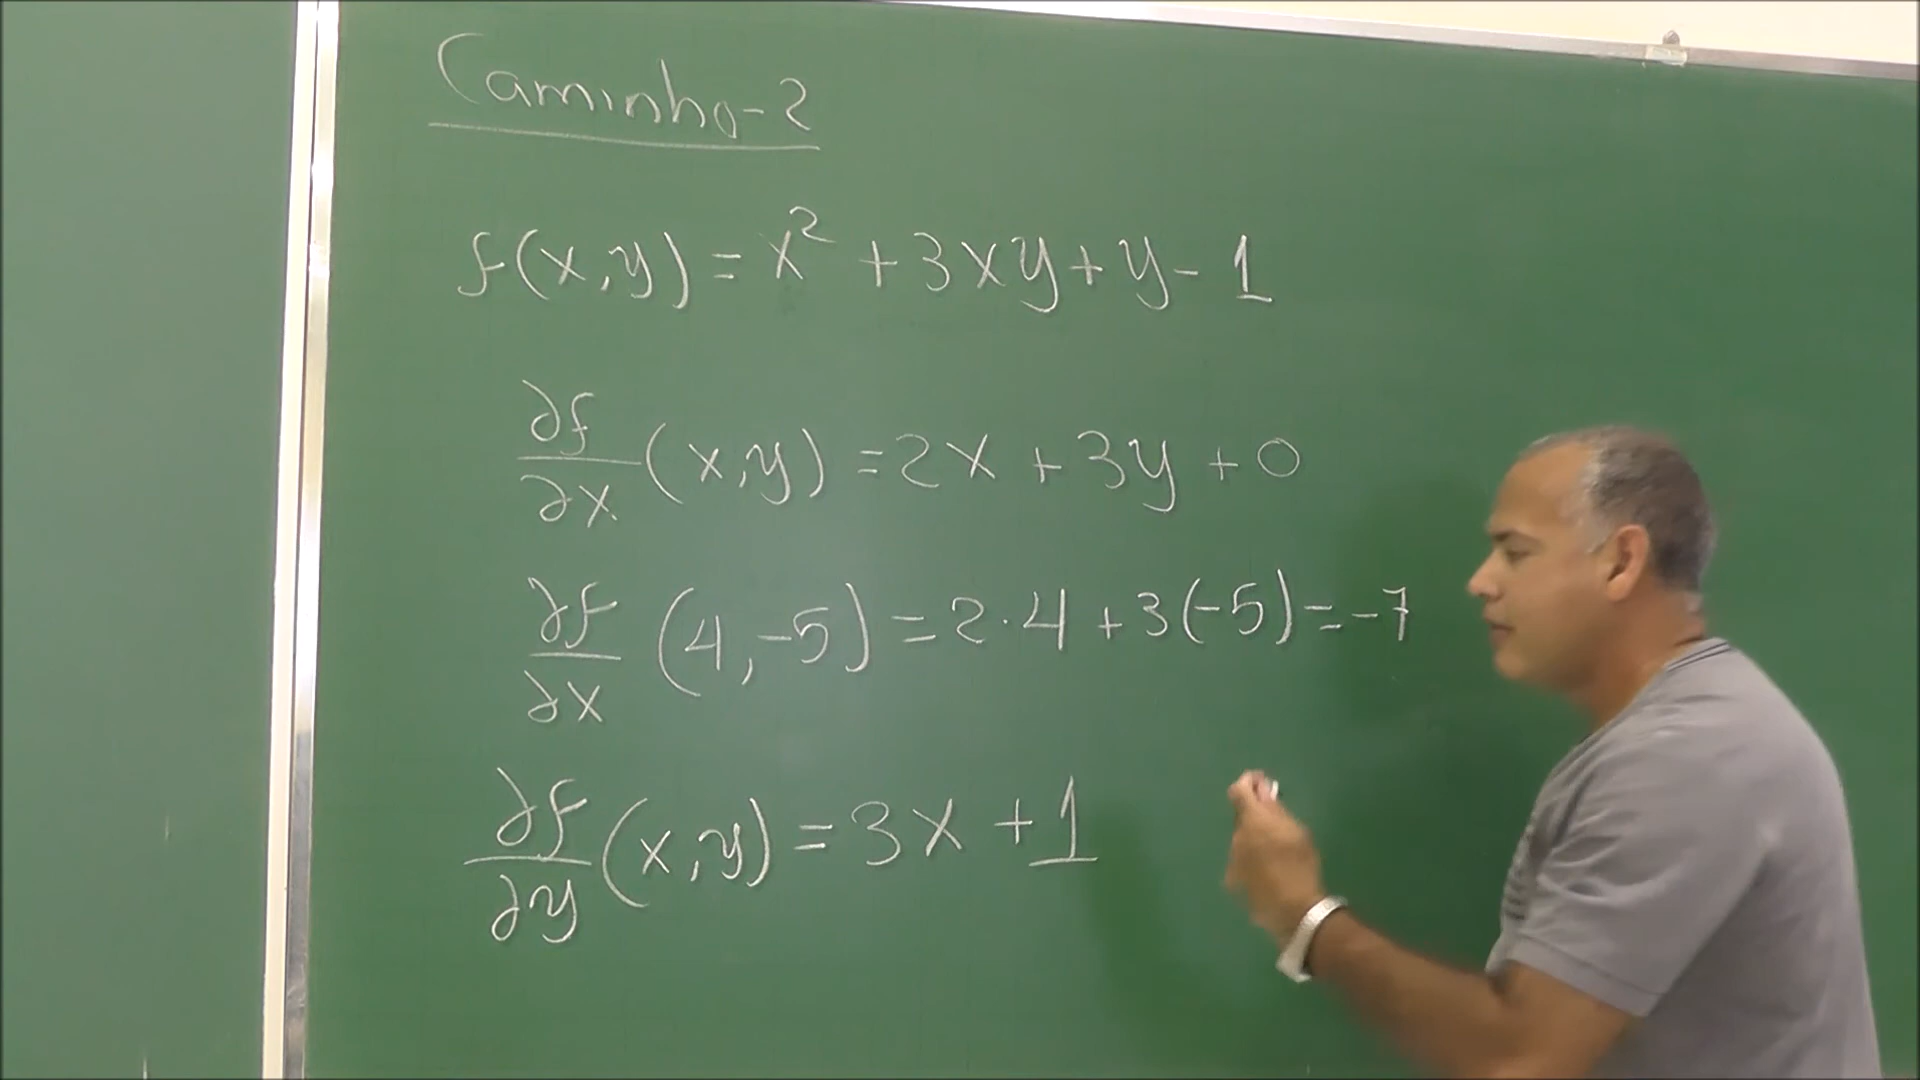 Caminho-2
f(x,y) = x² + 3xy + y - 1
∂f/∂x (x,y) = 2x + 3y + 0
∂f/∂x (4,-5) = 2·4 + 3(-5) = -7
∂f/∂y (x,y) = 3x + 1